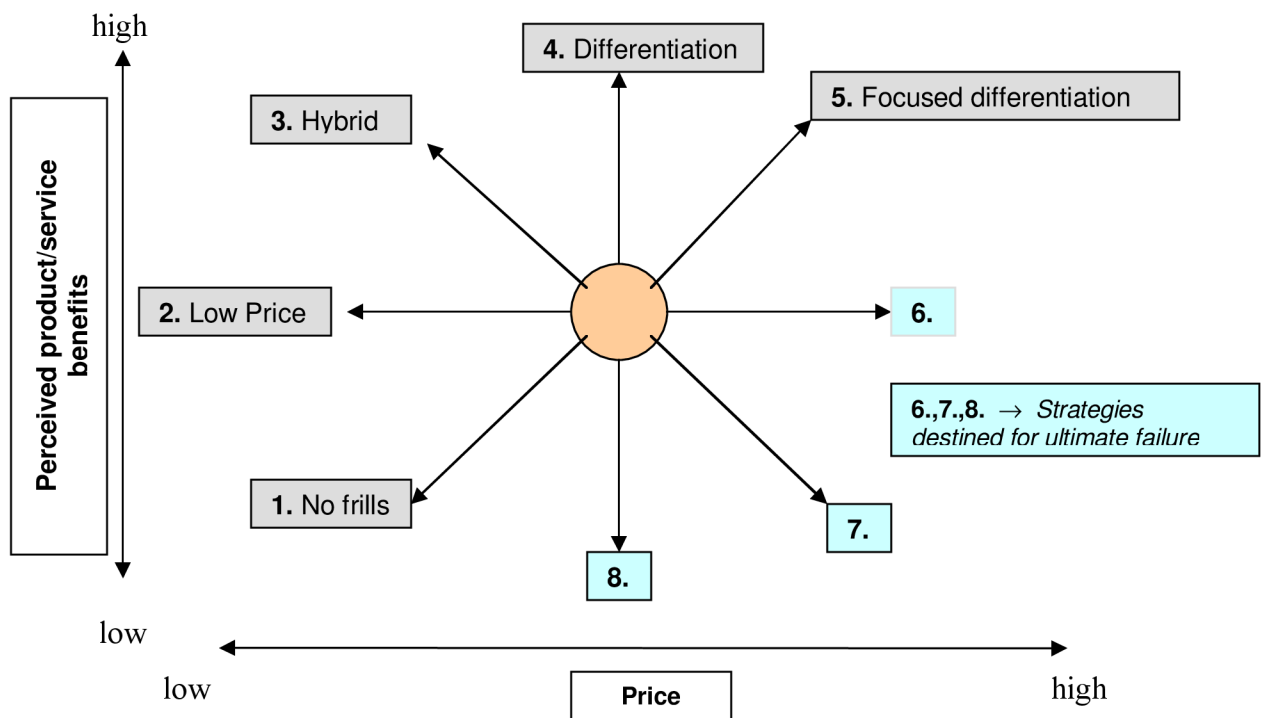 high
4. Differentiation
5. Focused differentiation
3. Hybrid
Perceived product/service
benefits
2. Low Price
6.
6.,7.,8. → Strategies
destined for ultimate failure
1. No frills
7.
8.
low
low
Price
high